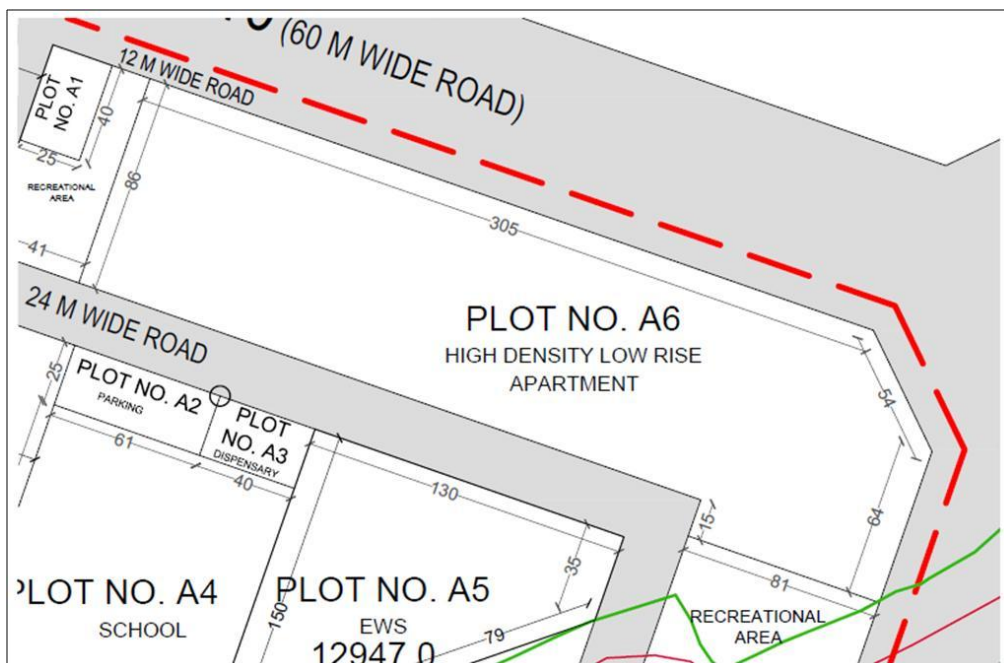 (60 M WIDE ROAD)
12 M WIDE ROAD
PLOT
NO. A1
40
25
RECREATIONAL
AREA
86
305
41
24 M WIDE ROAD
PLOT NO. A6
HIGH DENSITY LOW RISE
APARTMENT
54
64
25
PLOT NO. A2
PARKING
61
PLOT
NO. A3
DISPENSARY
40
130
15
81
35
PLOT NO. A4
SCHOOL
150
PLOT NO. A5
EWS
12947.0
79
RECREATIONAL
AREA